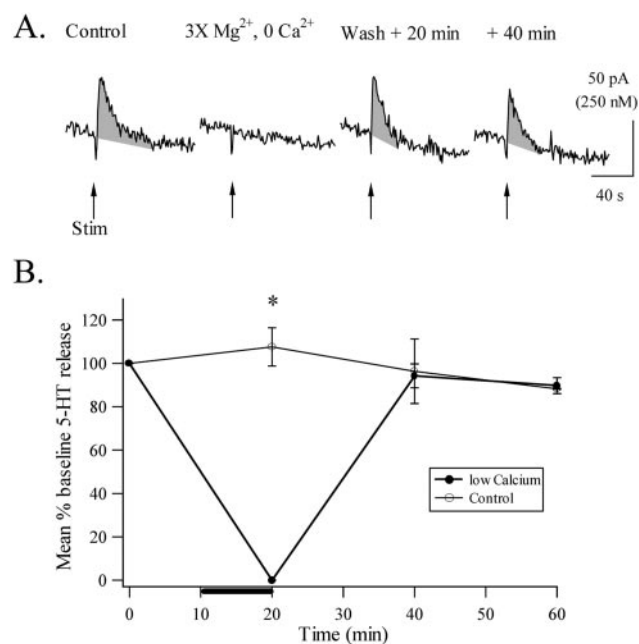 A.
Control
3X Mg²⁺, 0 Ca²⁺
Wash + 20 min
+ 40 min
50 pA
(250 nM)
40 s
Stim
B.
*
120
100
80
60
40
20
0
Mean % baseline 5-HT release
low Calcium
Control
0
10
20
30
40
50
60
Time (min)